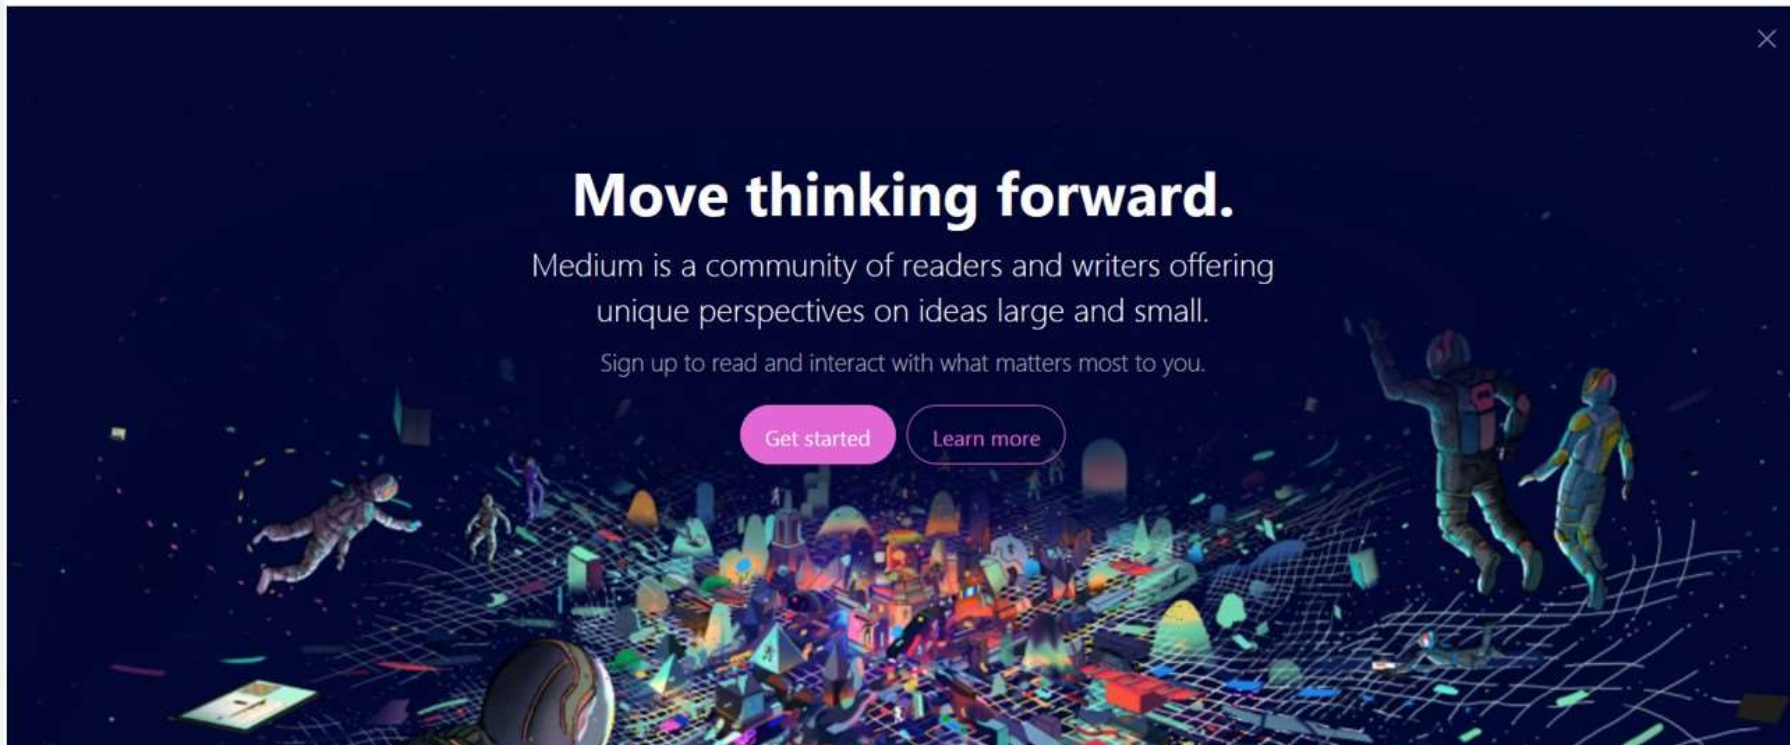 Move thinking forward.
Medium is a community of readers and writers offering
unique perspectives on ideas large and small.
Sign up to read and interact with what matters most to you.
Get started
Learn more